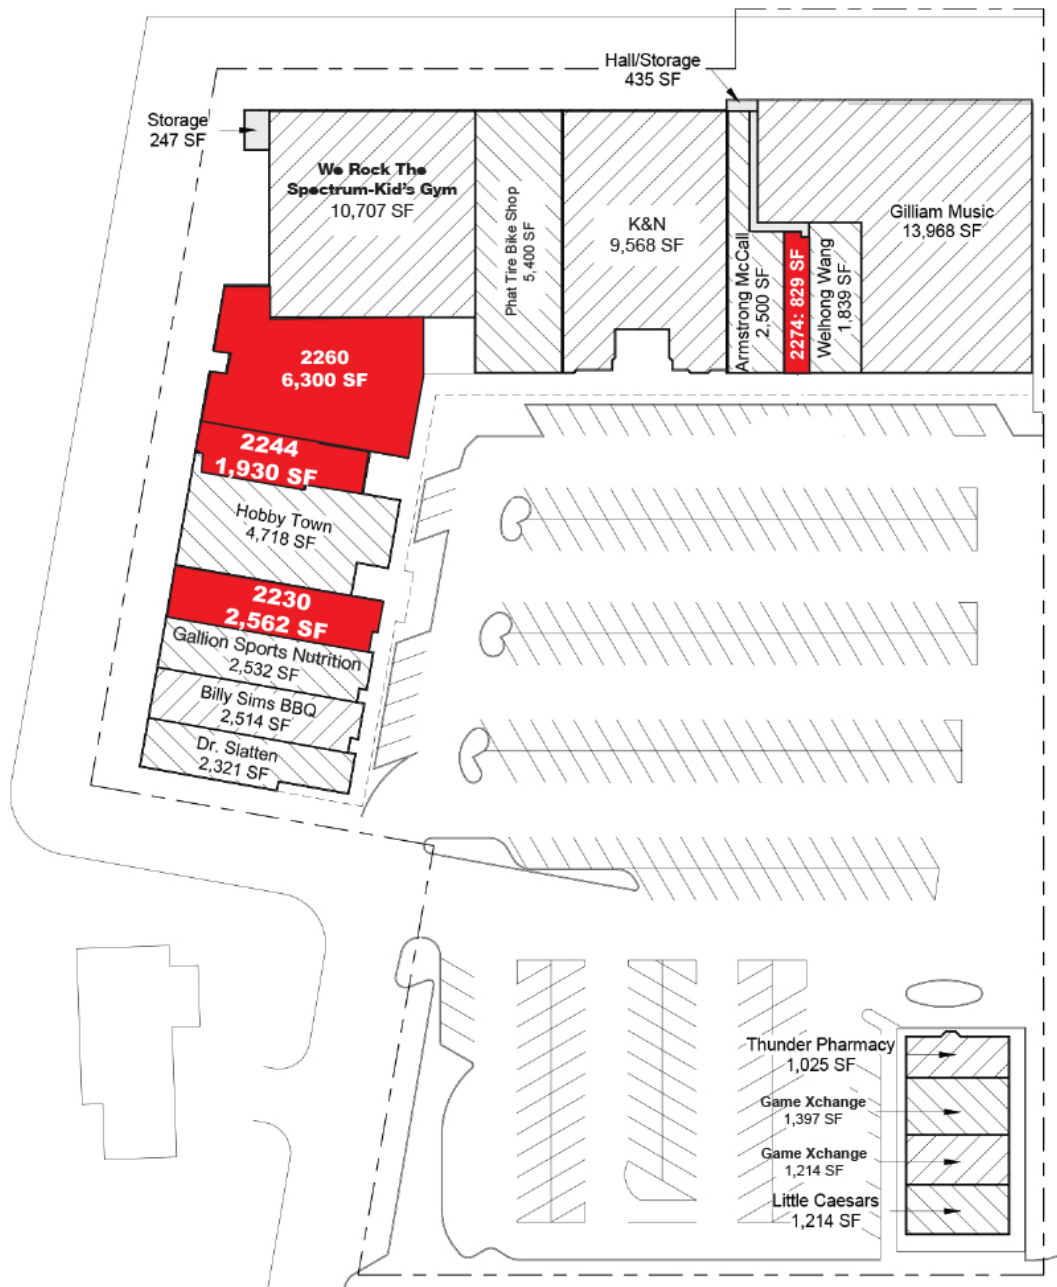 Hall/Storage
435 SF
Storage
247 SF
We Rock The
Spectrum-Kid's Gym
10,707 SF
Phat Tire Bike Shop
5,400 SF
K&N
9,568 SF
Armstrong McCall
2,500 SF
2274: 829 SF
Welhong Wang
1,839 SF
Gilliam Music
13,968 SF
2260
6,300 SF
2244
1,930 SF
Hobby Town
4,718 SF
2230
2,562 SF
Gallion Sports Nutrition
2,532 SF
Billy Sims BBQ
2,514 SF
Dr. Slatten
2,321 SF
Thunder Pharmacy
1,025 SF
Game Xchange
1,397 SF
Game Xchange
1,214 SF
Little Caesars
1,214 SF